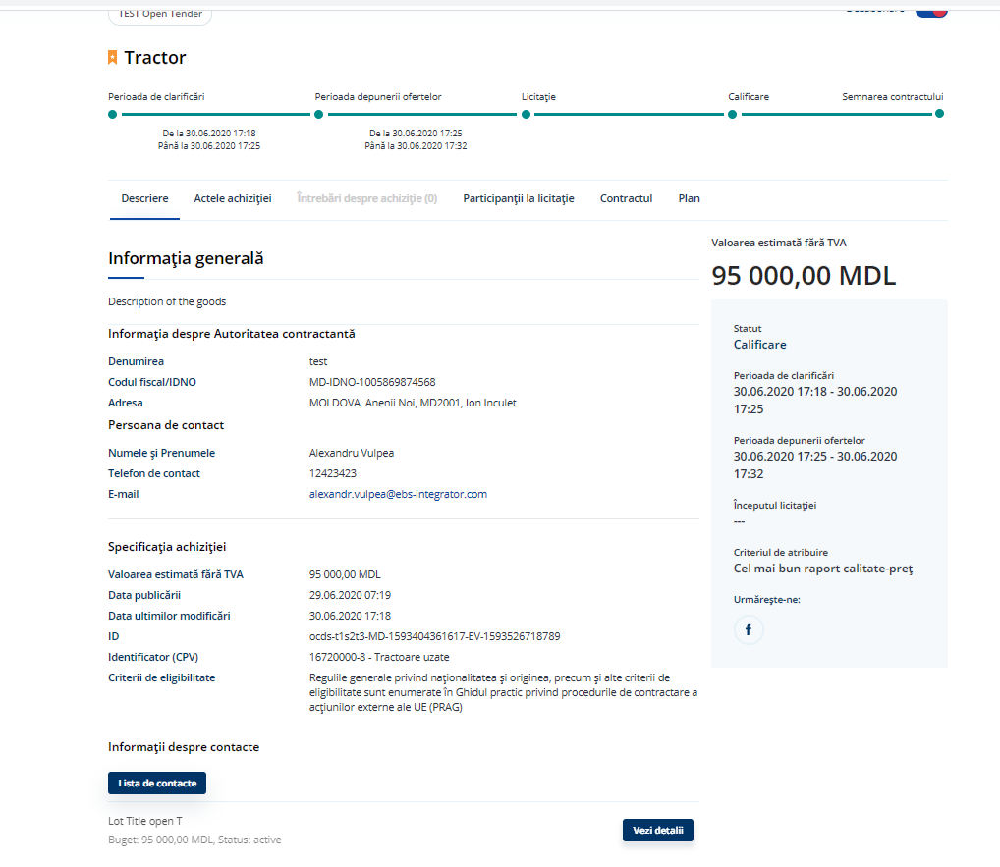 TEST Open Tender
Tractor
Perioada de clarificări
Perioada depunerii ofertelor
Licitație
Calificare
Semnarea contractului
De la 30.06.2020 17:18
Până la 30.06.2020 17:25
De la 30.06.2020 17:25
Până la 30.06.2020 17:32
Descriere
Actele achiziției
Întrebări despre achiziție (0)
Participanții la licitație
Contractul
Plan
Informația generală
Description of the goods
Informația despre Autoritatea contractantă
Denumirea test
Codul fiscal/IDNO MD-IDNO-1005869874568
Adresa MOLDOVA, Anenii Noi, MD2001, Ion Inculet
Persoana de contact
Numele și Prenumele Alexandru Vulpea
Telefon de contact 12423423
E-mail alexandr.vulpea@ebs-integrator.com
Specificația achiziției
Valoarea estimată fără TVA 95 000,00 MDL
Data publicării 29.06.2020 07:19
Data ultimilor modificări 30.06.2020 17:18
ID ocds-t1s2t3-MD-1593404361617-EV-1593526718789
Identificator (CPV) 16720000-8 - Tractoare uzate
Criterii de eligibilitate Regulile generale privind naționalitatea și originea, precum și alte criterii de
eligibilitate sunt enumerate în Ghidul practic privind procedurile de contractare a
acțiunilor externe ale UE (PRAG)
Informații despre contacte
Lista de contacte
Lot Title open T
Buget: 95 000,00 MDL, Status: active
Vezi detalii
Valoarea estimată fără TVA
95 000,00 MDL
Statut
Calificare
Perioada de clarificări
30.06.2020 17:18 - 30.06.2020
17:25
Perioada depunerii ofertelor
30.06.2020 17:25 - 30.06.2020
17:32
Începutul licitației
---
Criteriul de atribuire
Cel mai bun raport calitate-preț
Urmărește-ne:
f